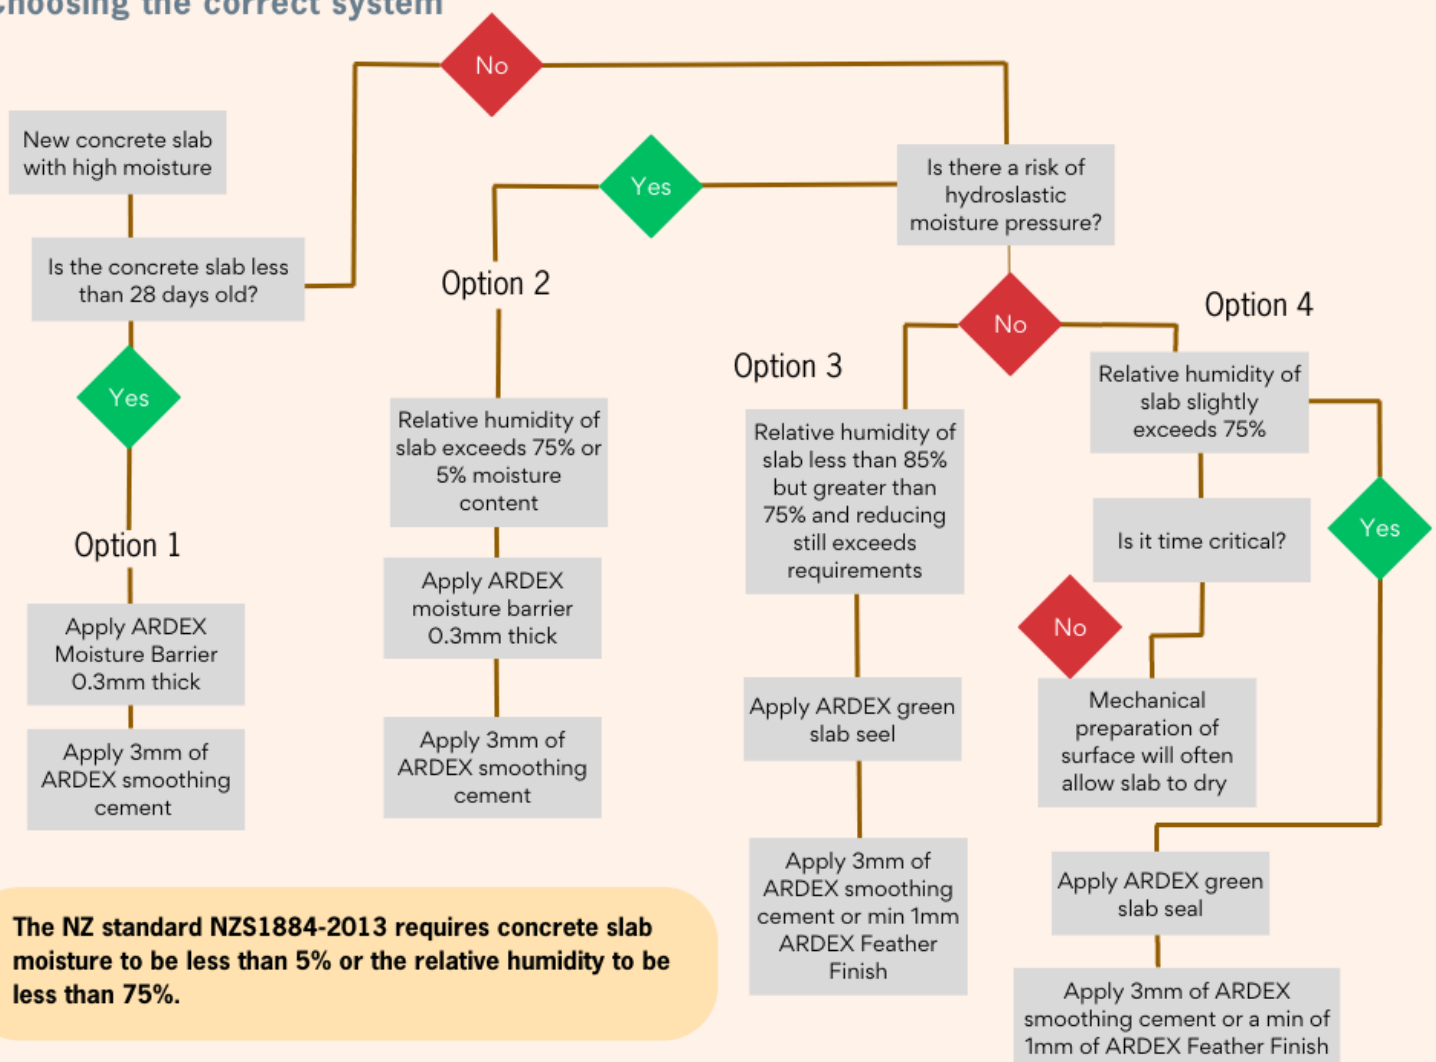 Choosing the correct system
No
New concrete slab
with high moisture
Is the concrete slab less
than 28 days old?
Yes
Option 1
Apply ARDEX
Moisture Barrier
0.3mm thick
Apply 3mm of
ARDEX smoothing
cement
Is there a risk of
hydroslastic
moisture pressure?
Yes
Option 2
Relative humidity of
slab exceeds 75% or
5% moisture
content
Apply ARDEX
moisture barrier
0.3mm thick
Apply 3mm of
ARDEX smoothing
cement
No
Option 3
Relative humidity of
slab less than 85%
but greater than
75% and reducing
still exceeds
requirements
Apply ARDEX green
slab seel
Apply 3mm of
ARDEX smoothing
cement or min 1mm
ARDEX Feather
Finish
Option 4
Relative humidity of
slab slightly
exceeds 75%
Is it time critical?
No
Mechanical
preparation of
surface will often
allow slab to dry
Yes
Apply ARDEX green
slab seal
Apply 3mm of ARDEX
smoothing cement or a min of
1mm of ARDEX Feather Finish
The NZ standard NZS1884-2013 requires concrete slab
moisture to be less than 5% or the relative humidity to be
less than 75%.